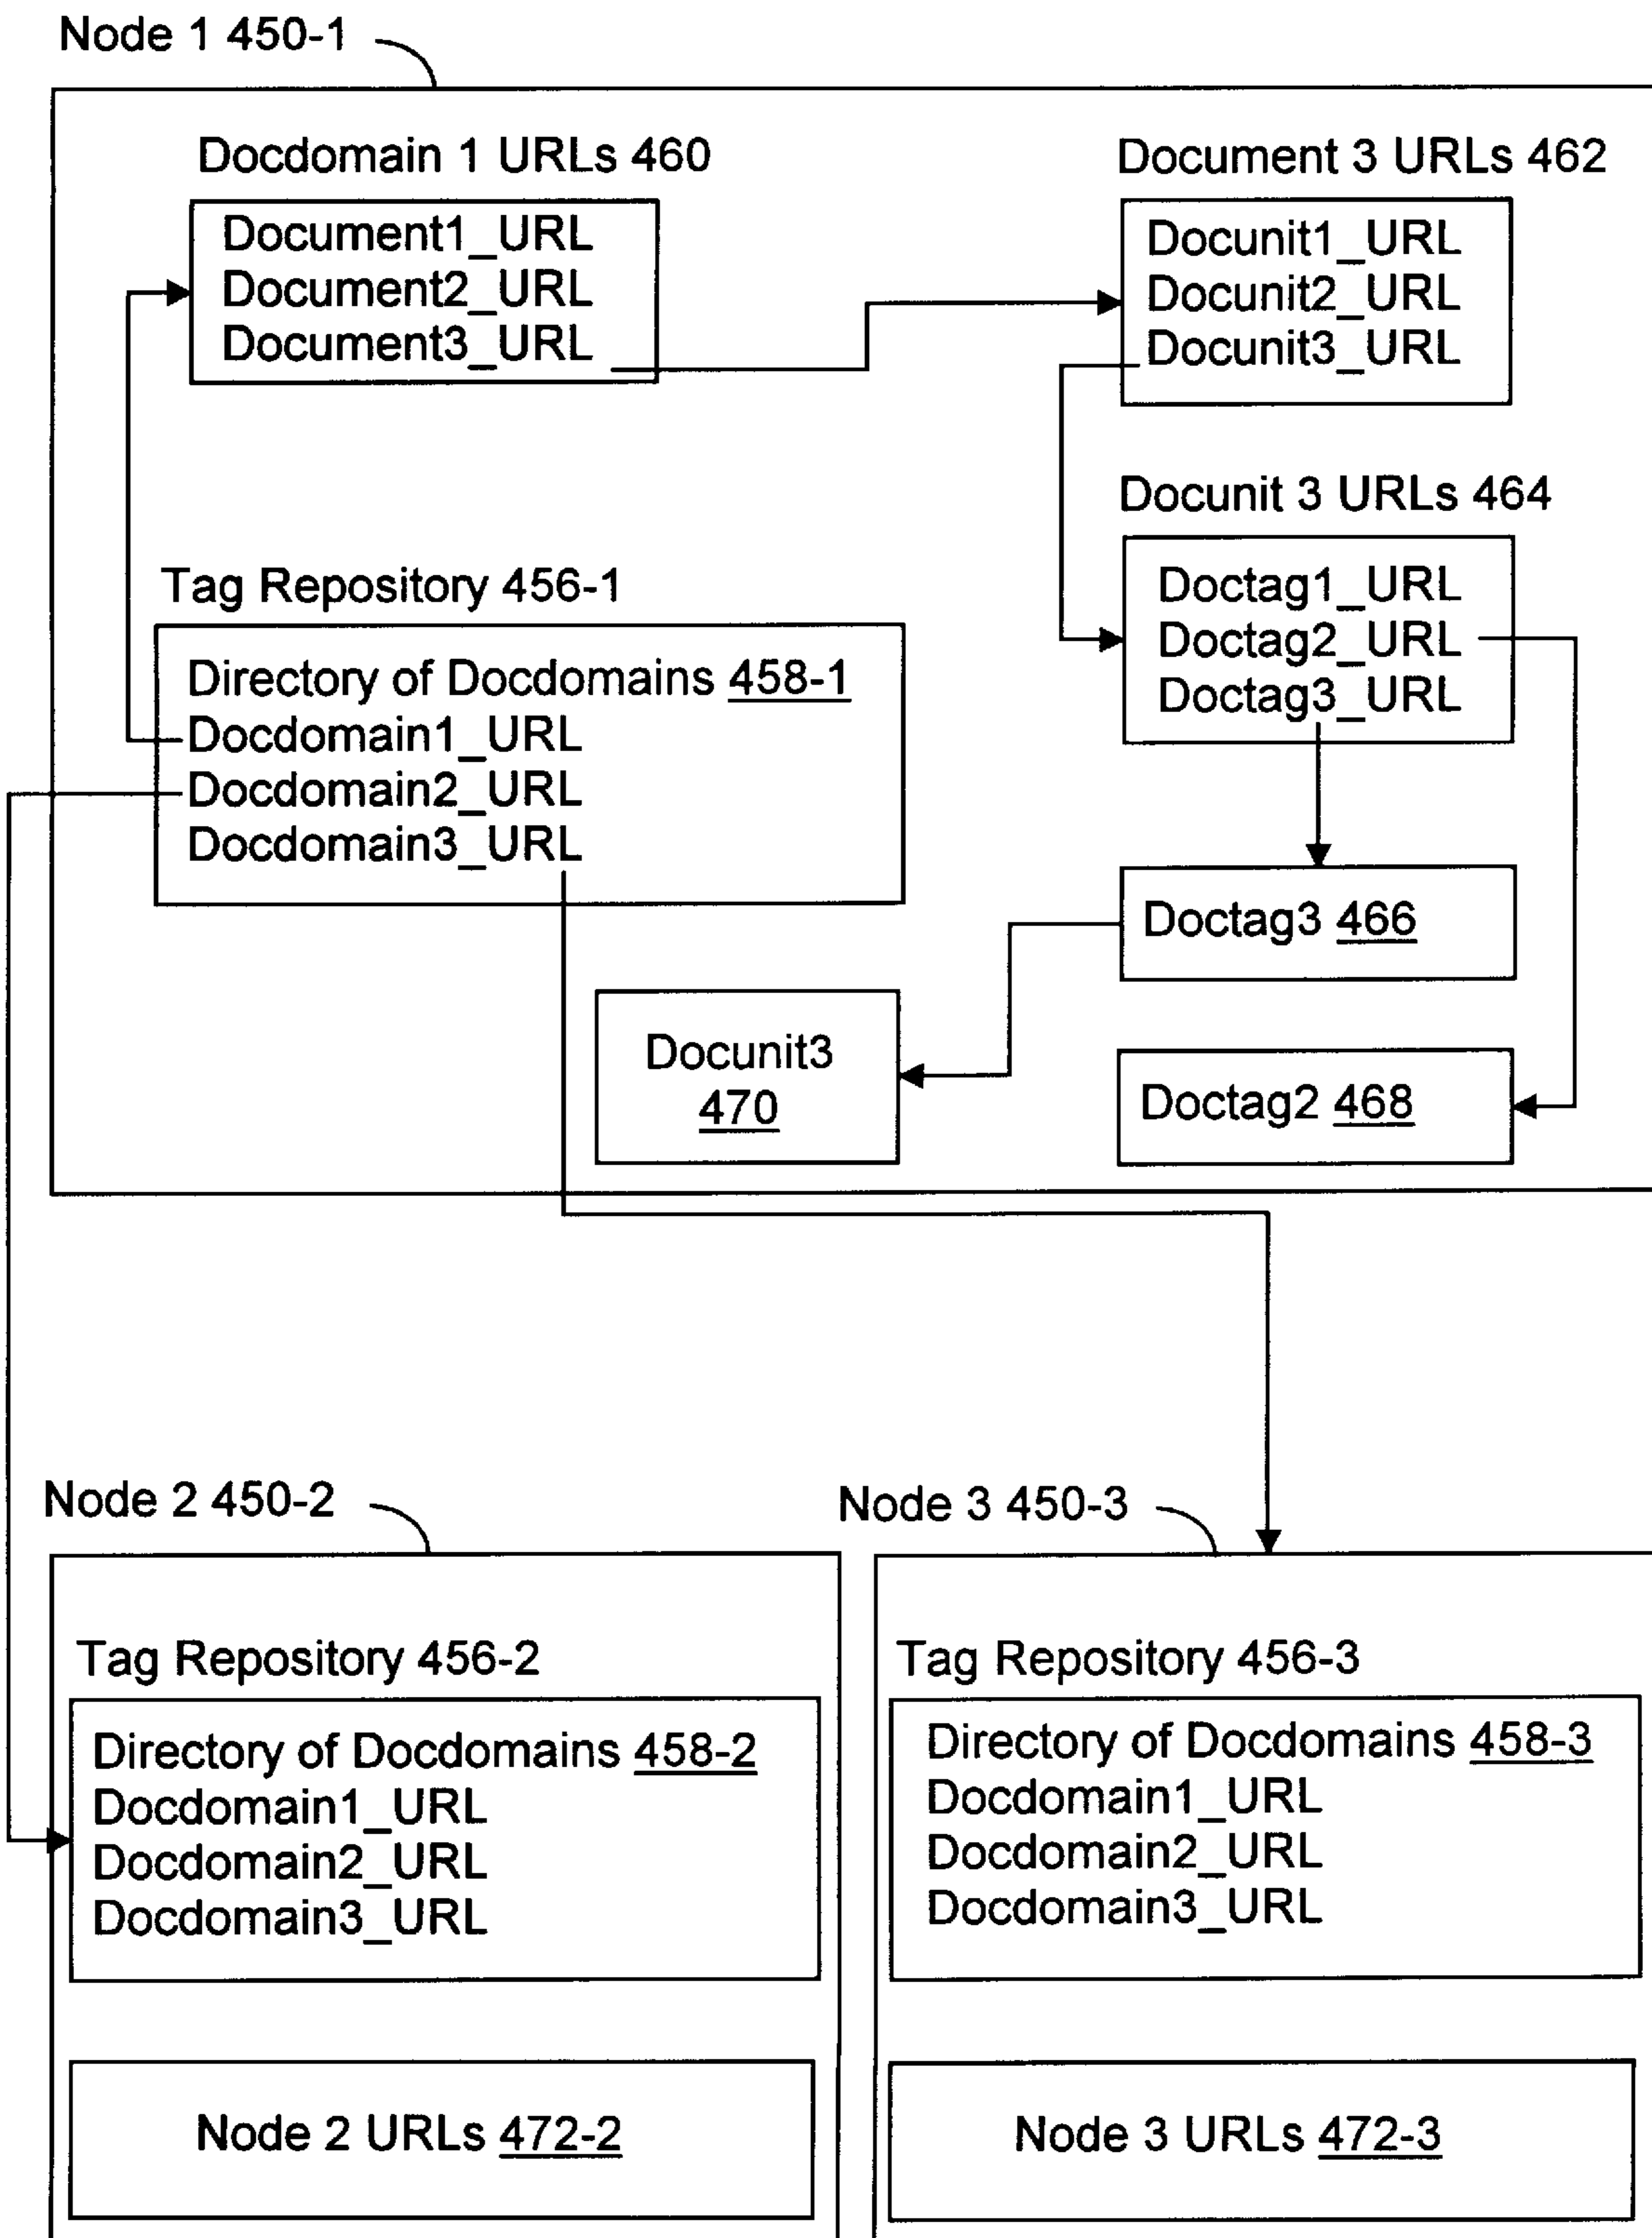 Node 1 450-1
Docdomain 1 URLs 460
Document1_URL
Document2_URL
Document3_URL
Document 3 URLs 462
Docunit1_URL
Docunit2_URL
Docunit3_URL
Docunit 3 URLs 464
Doctag1_URL
Doctag2_URL
Doctag3_URL
Tag Repository 456-1
Directory of Docdomains 458-1
Docdomain1_URL
Docdomain2_URL
Docdomain3_URL
Doctag3 466
Docunit3
470
Doctag2 468
Node 2 450-2
Tag Repository 456-2
Directory of Docdomains 458-2
Docdomain1_URL
Docdomain2_URL
Docdomain3_URL
Node 2 URLs 472-2
Node 3 450-3
Tag Repository 456-3
Directory of Docdomains 458-3
Docdomain1_URL
Docdomain2_URL
Docdomain3_URL
Node 3 URLs 472-3